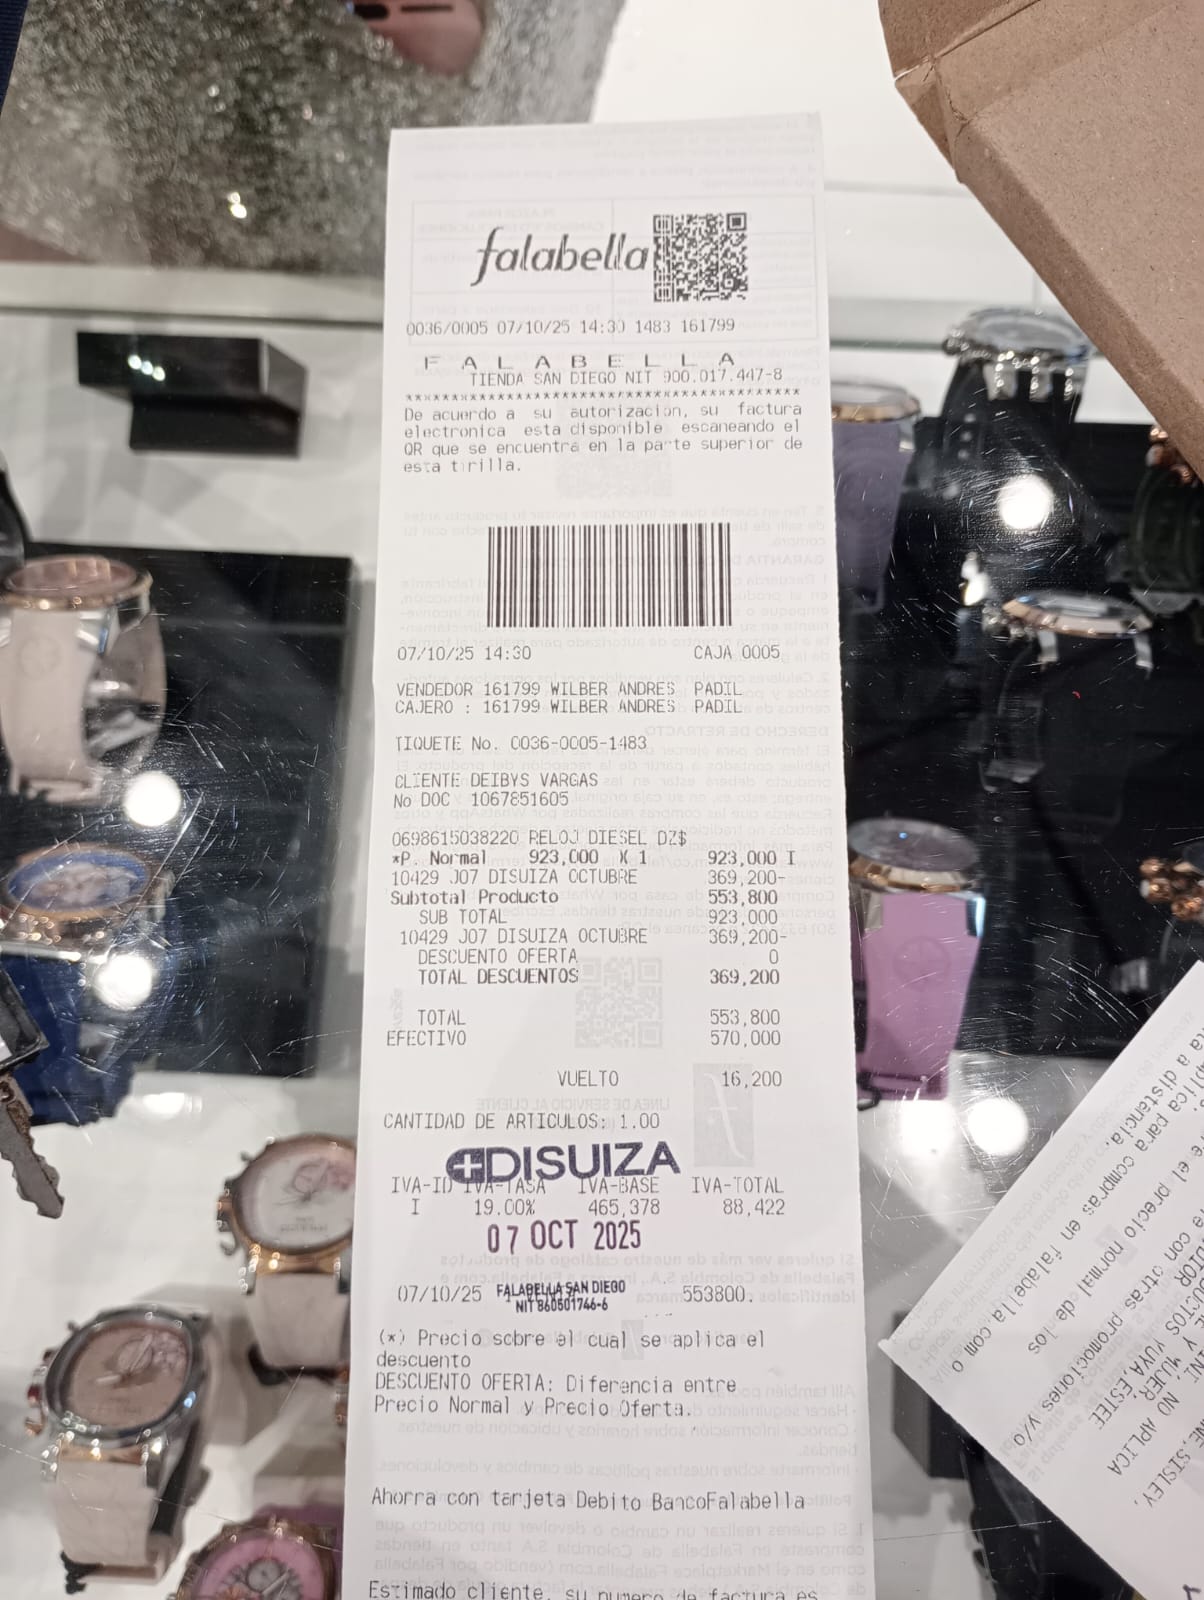 falabella
0036/0005 07/10/25 14:30 1483 161799
F A L A B E L L A
TIENDA SAN DIEGO NIT 900.017.447-8
De acuerdo a su autorizacion, su factura
electronica esta disponible escaneando el
QR que se encuentra en la parte superior de
esta tirilla.
07/10/25 14:30 CAJA 0005
VENDEDOR 161799 WILBER ANDRES PADIL
CAJERO : 161799 WILBER ANDRES PADIL
TIQUETE No. 0036-0005-1483
CLIENTE DEIBYS VARGAS
No DOC 1067851605
0698615038220 RELOJ DIESEL DZ$
*P. Normal 923,000 X 1 923,000 I
10429 J07 DISUIZA OCTUBRE 369,200-
Subtotal Producto 553,800
SUB TOTAL 923,000
10429 J07 DISUIZA OCTUBRE 369,200-
DESCUENTO OFERTA 0
TOTAL DESCUENTOS 369,200
TOTAL 553,800
EFECTIVO 570,000
VUELTO 16,200
CANTIDAD DE ARTICULOS: 1.00
DISUIZA
IVA-ID IVA-TASA IVA-BASE IVA-TOTAL
I 19.00% 465,378 88,422
07 OCT 2025
07/10/25 FALABELLA SAN DIEGO 553800.
NIT 860501746-6
(*) Precio sobre el cual se aplica el
descuento
DESCUENTO OFERTA: Diferencia entre
Precio Normal y Precio Oferta.
Ahorra con tarjeta Debito BancoFalabella
Estimado cliente, su numero de factura es